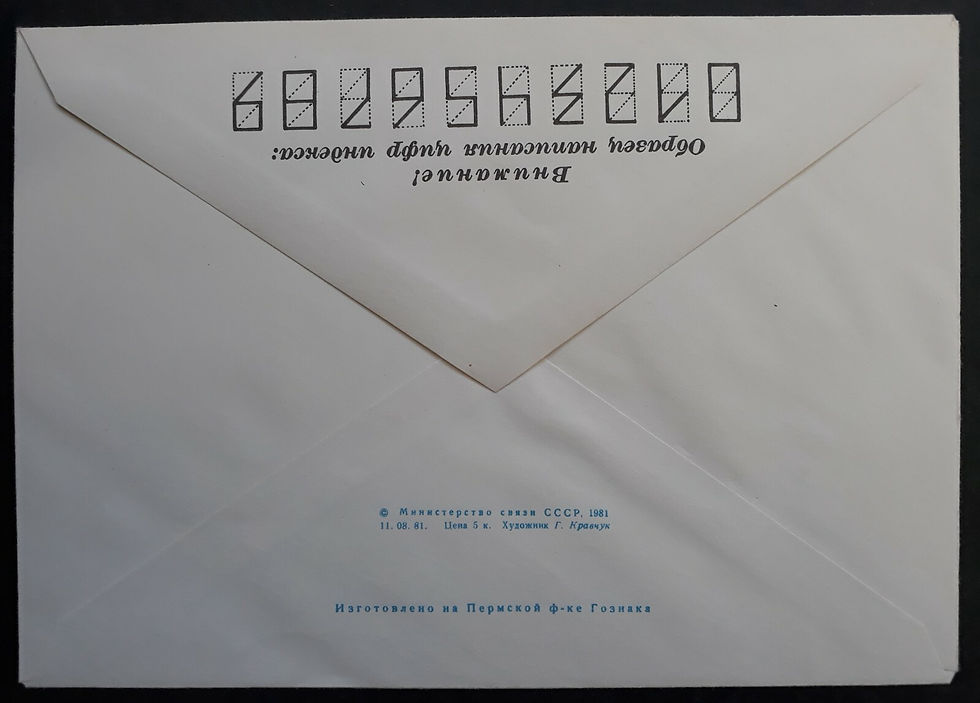 Внимание!
Образец написания цифр индекса:
0123456789
© Министерство связи СССР, 1981
11. 08. 81. Цена 5 к. Художник Г. Кравчук
Изготовлено на Пермской ф-ке Гознака